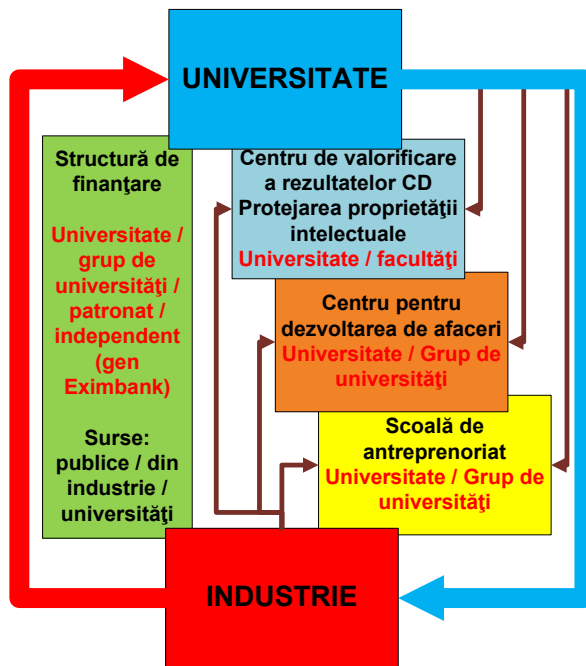 UNIVERSITATE
Structură de
finanţare
Universitate /
grup de
universităţi /
patronat /
independent
(gen
Eximbank)
Surse:
publice / din
industrie /
universităţi
Centru de valorificare
a rezultatelor CD
Protejarea proprietăţii
intelectuale
Universitate / facultăţi
Centru pentru
dezvoltarea de afaceri
Universitate / Grup de
universităţi
Scoală de
antreprenoriat
Universitate / Grup de
universităţi
INDUSTRIE